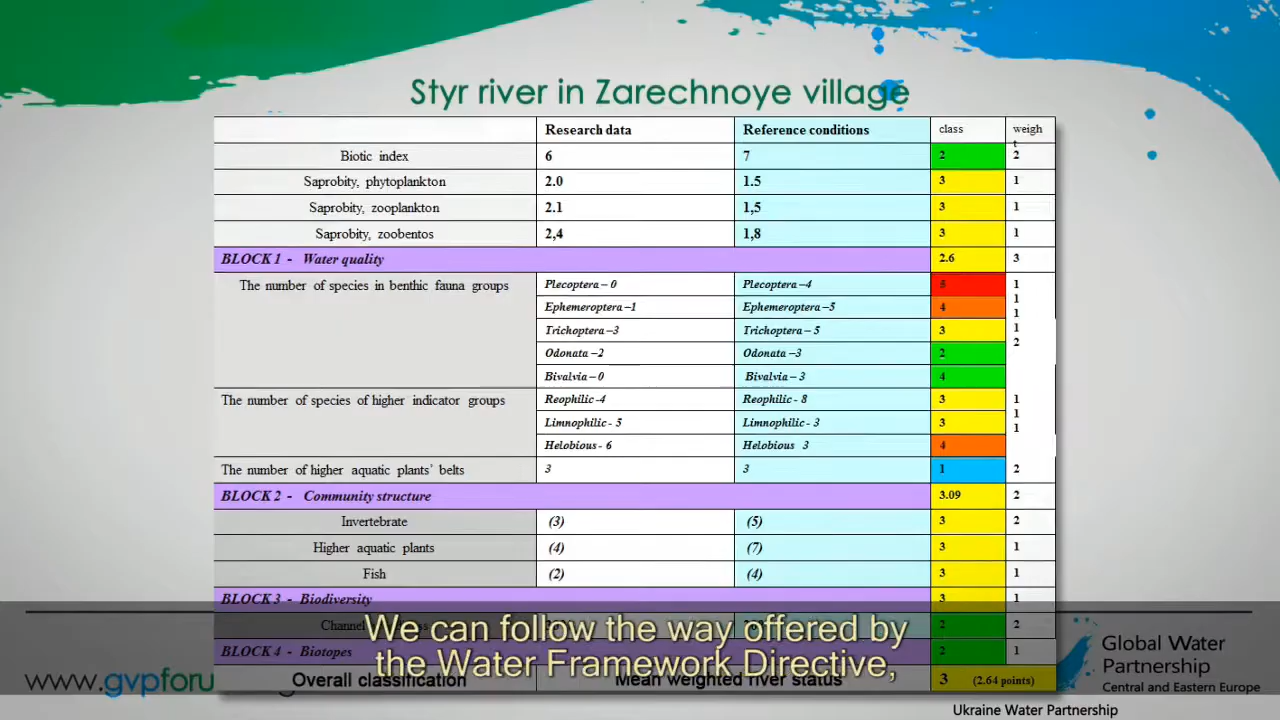 Styr river in Zarechnoye village
Research data Reference conditions class weight
Biotic index 6 7 2 2
Saprobity, phytoplankton 2.0 1.5 3 1
Saprobity, zooplankton 2.1 1,5 3 1
Saprobity, zoobentos 2,4 1,8 3 1
BLOCK 1 - Water quality 2.6 3
The number of species in benthic fauna groups Plecoptera – 0 Plecoptera –4 5 1
Ephemeroptera –1 Ephemeroptera –5 4 1
Trichoptera –3 Trichoptera – 5 3 1
Odonata –2 Odonata –3 2 1
Bivalvia –0 Bivalvia – 3 4 2
The number of species of higher indicator groups Reophilic -4 Reophilic - 8 3 1
Limnophilic - 5 Limnophilic - 3 3 1
Helobious - 6 Helobious 3 4 1
The number of higher aquatic plants' belts 3 3 1 2
BLOCK 2 - Community structure 3.09 2
Invertebrate (3) (5) 3 2
Higher aquatic plants (4) (7) 3 1
Fish (2) (4) 3 1
BLOCK 3 - Biodiversity 3 1
2 2
BLOCK 4 - Biotopes 2 1
Overall classification Mean weighted river status 3 (2.64 points)
We can follow the way offered by
the Water Framework Directive,
www.gvpforu
Global Water
Partnership
Central and Eastern Europe
Ukraine Water Partnership